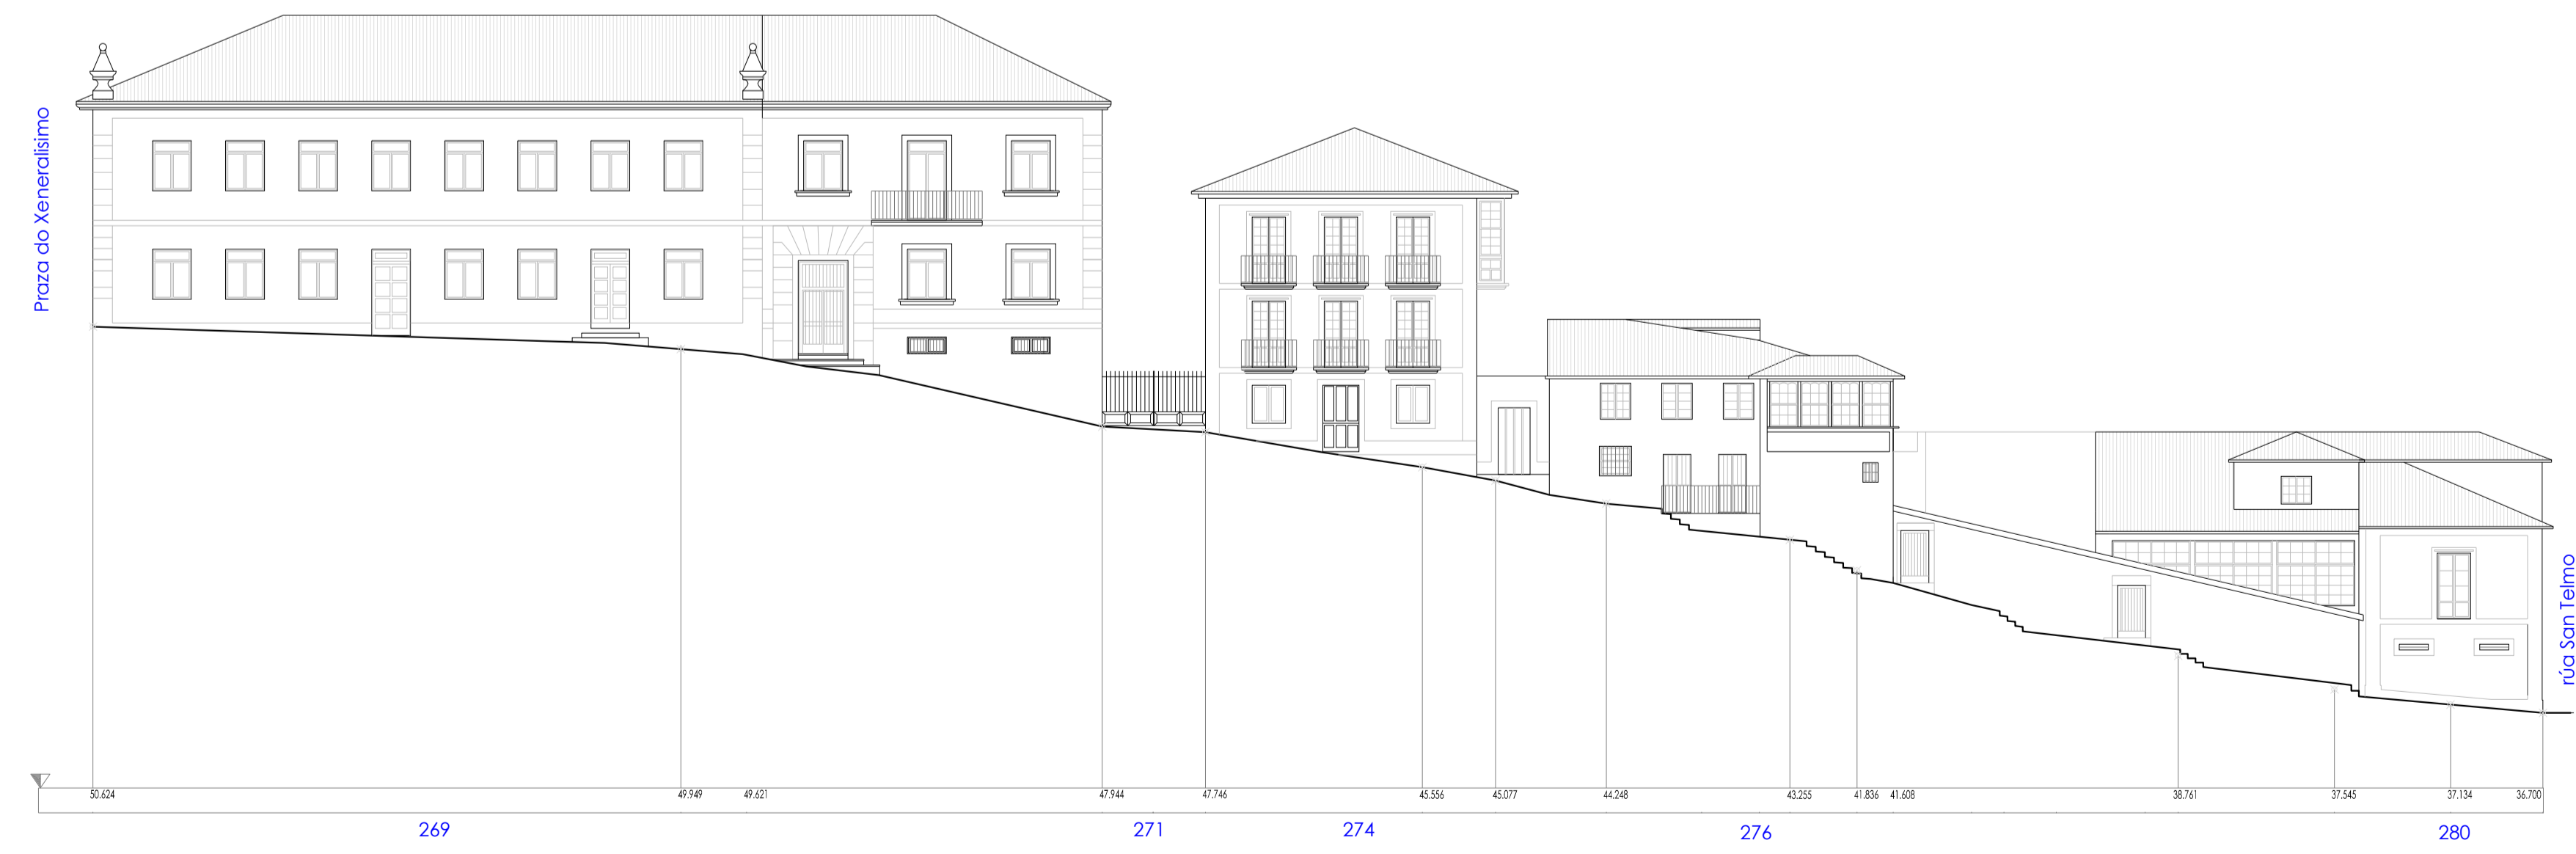 Praza do Xeneralisimo
rúa San Telmo
50.624 49.949 49.621 47.944 47.746 45.556 45.077 44.248 43.255 41.836 41.608 38.761 37.545 37.134 36.700
269 271 274 276 280